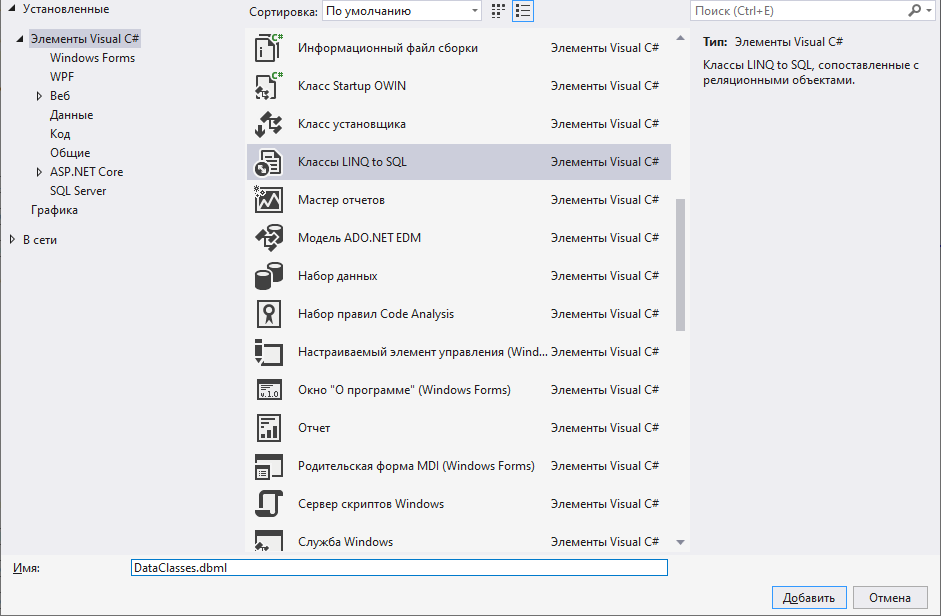 Установленные
Элементы Visual C#
Windows Forms
WPF
Веб
Данные
Код
Общие
ASP.NET Core
SQL Server
Графика
В сети
Сортировка: По умолчанию
Информационный файл сборки Элементы Visual C#
Класс Startup OWIN Элементы Visual C#
Класс установщика Элементы Visual C#
Классы LINQ to SQL Элементы Visual C#
Мастер отчетов Элементы Visual C#
Модель ADO.NET EDM Элементы Visual C#
Набор данных Элементы Visual C#
Набор правил Code Analysis Элементы Visual C#
Настраиваемый элемент управления (Wind... Элементы Visual C#
Окно "О программе" (Windows Forms) Элементы Visual C#
Отчет Элементы Visual C#
Родительская форма MDI (Windows Forms) Элементы Visual C#
Сервер скриптов Windows Элементы Visual C#
Служба Windows Элементы Visual C#
Поиск (Ctrl+E)
Тип: Элементы Visual C#
Классы LINQ to SQL, сопоставленные с
реляционными объектами.
Имя: DataClasses.dbml
Добавить Отмена